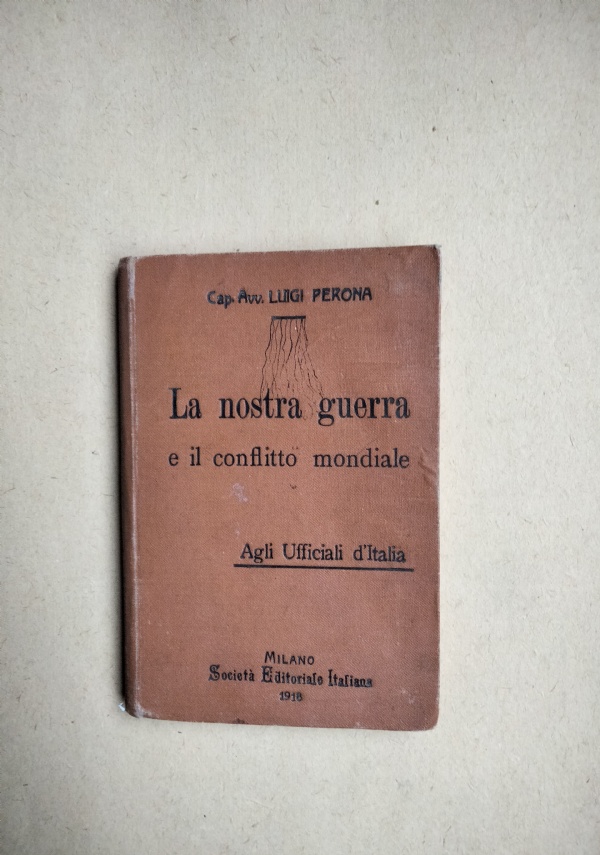 Cap. Avv. LUIGI PERONA
La nostra guerra
e il conflitto mondiale
Agli Ufficiali d'Italia
MILANO
Società Editoriale Italiana
1918